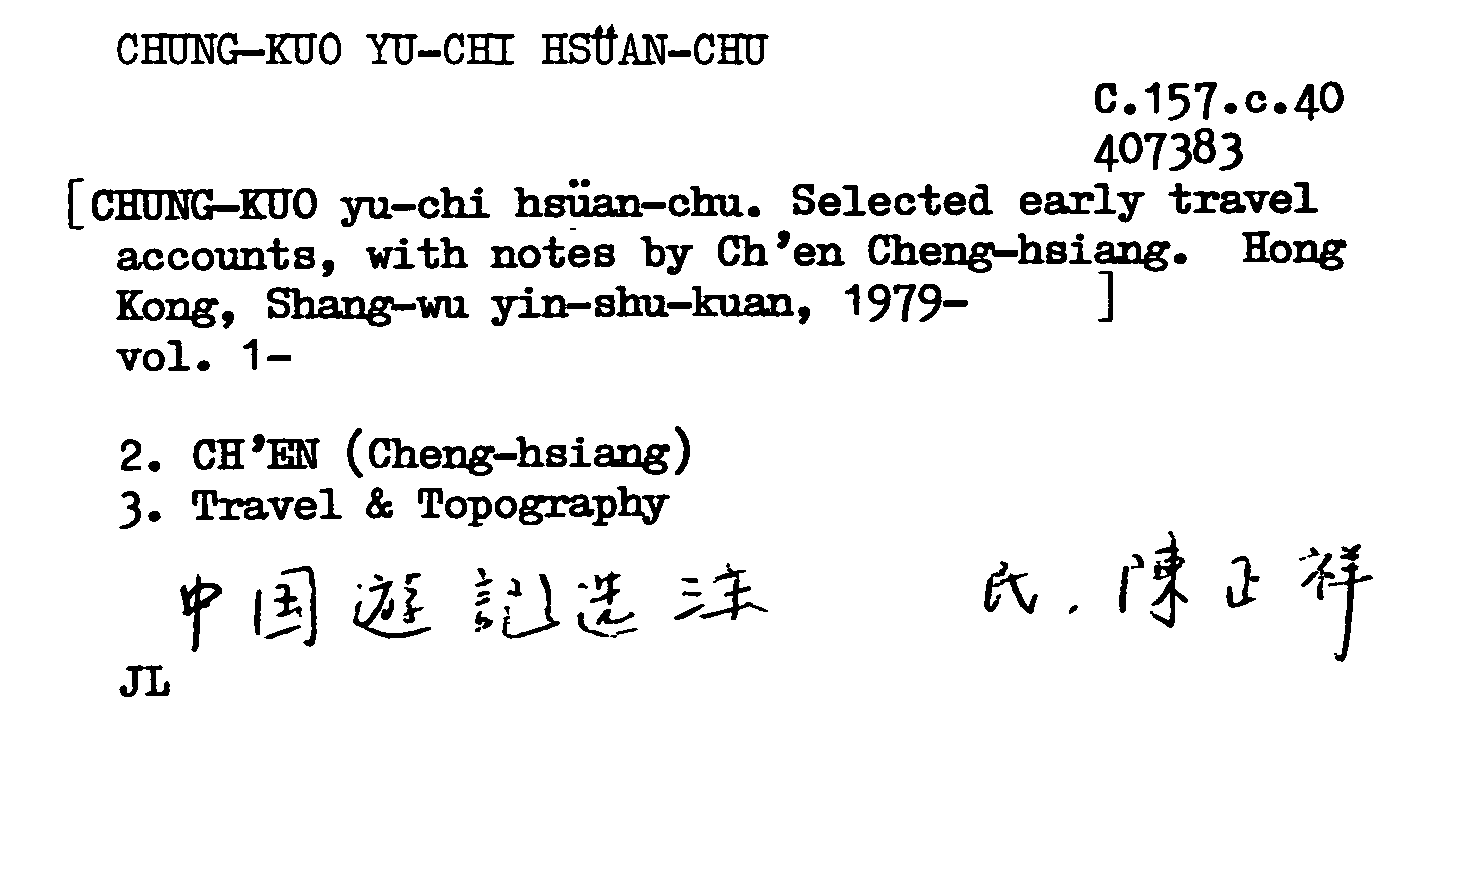 CHUNG-KUO YU-CHI HSÜAN-CHU
C.157.c.40
407383
[CHUNG-KUO yu-chi hsüan-chu. Selected early travel
accounts, with notes by Ch'en Cheng-hsiang. Hong
Kong, Shang-wu yin-shu-kuan, 1979- ]
vol. 1-
2. CH'EN (Cheng-hsiang)
3. Travel & Topography
中国遊記选注 民. 陳正祥
JL